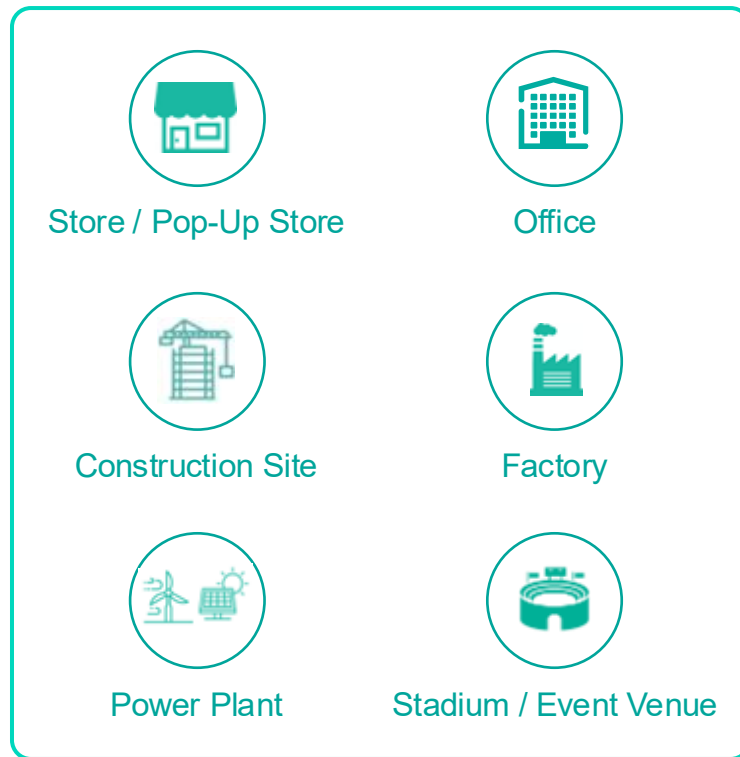 Store / Pop-Up Store
Office
Construction Site
Factory
Power Plant
Stadium / Event Venue